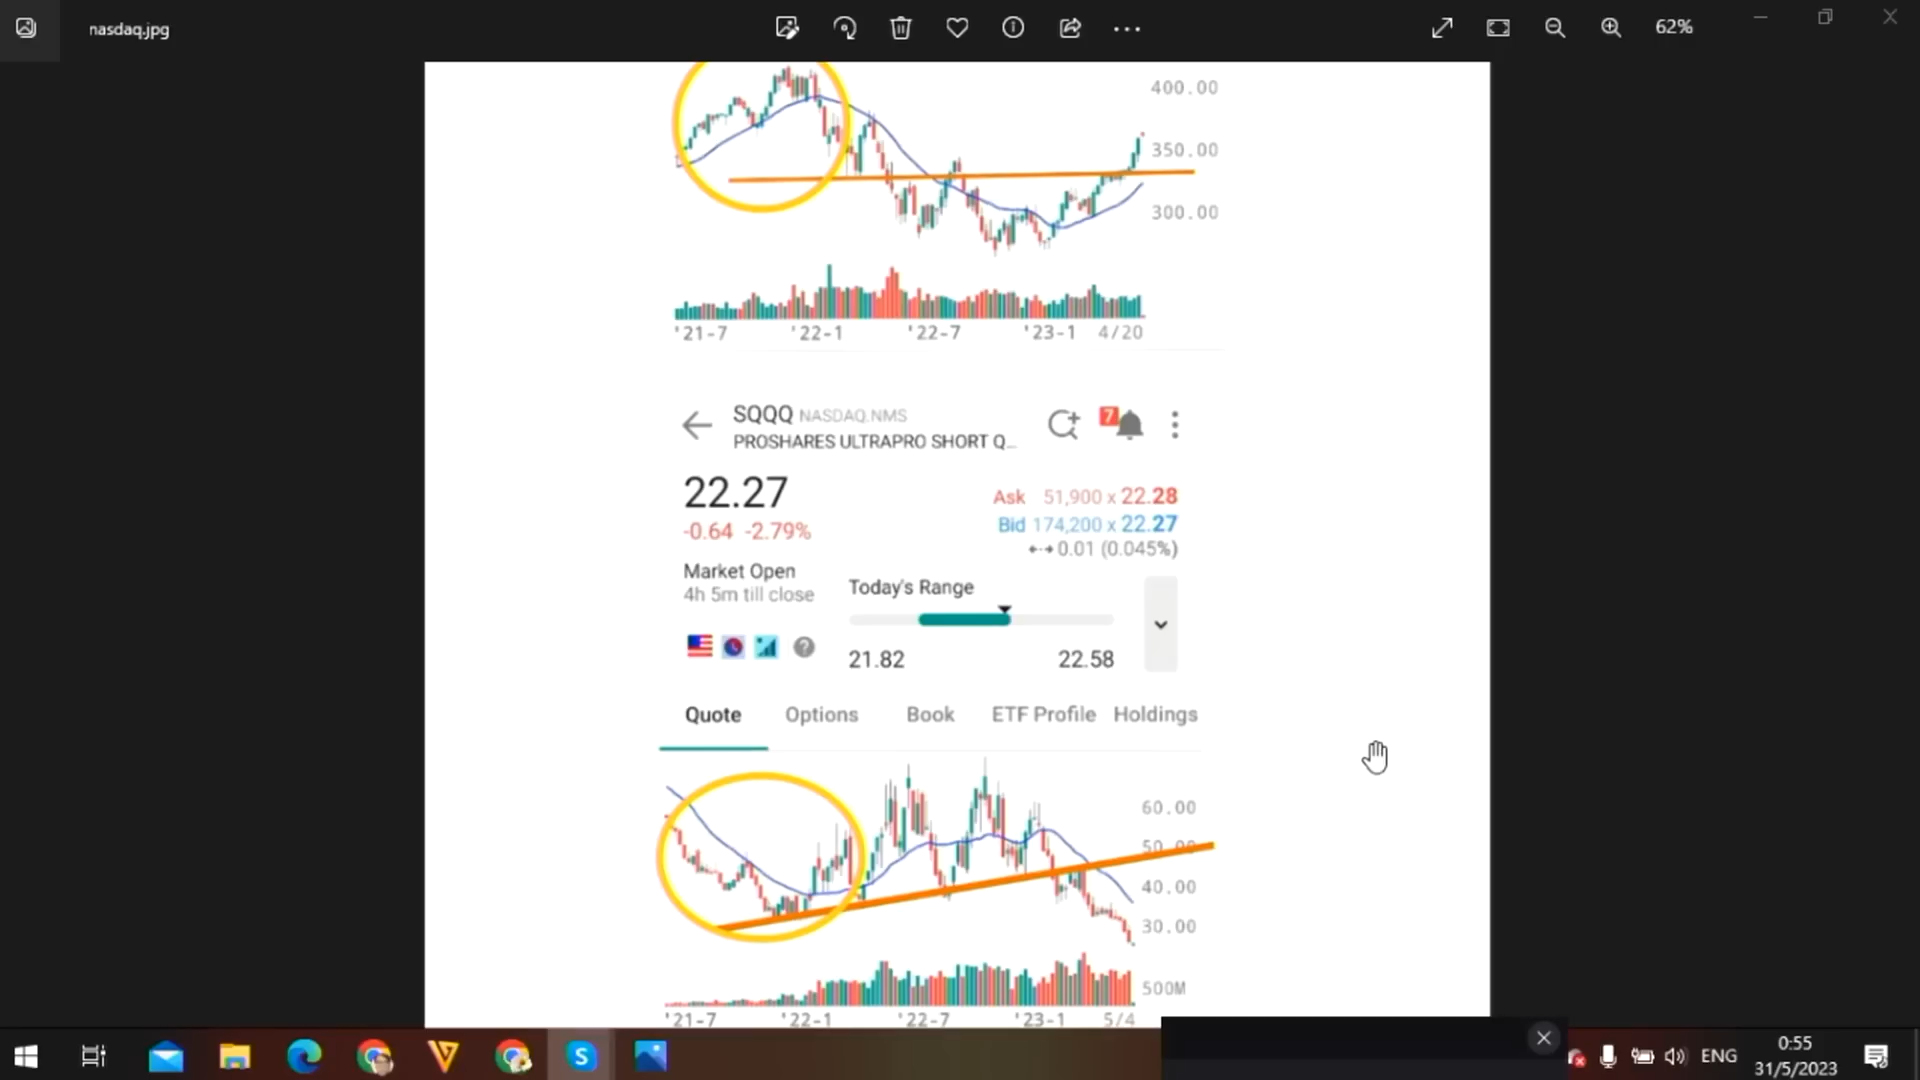 nasdaq.jpg
62%
400.00
350.00
300.00
'21-7 '22-1 '22-7 '23-1 4/20
SQQQ NASDAQ.NMS
7
PROSHARES ULTRAPRO SHORT Q...
22.27
Ask 51,900 x 22.28
-0.64 -2.79%
Bid 174,200 x 22.27
0.01 (0.045%)
Market Open
Today's Range
4h 5m till close
21.82 22.58
Quote Options Book ETF Profile Holdings
60.00
50.00
40.00
30.00
500M
'21-7 '22-1 '22-7 '23-1 5/4
ENG
0:55
31/5/2023